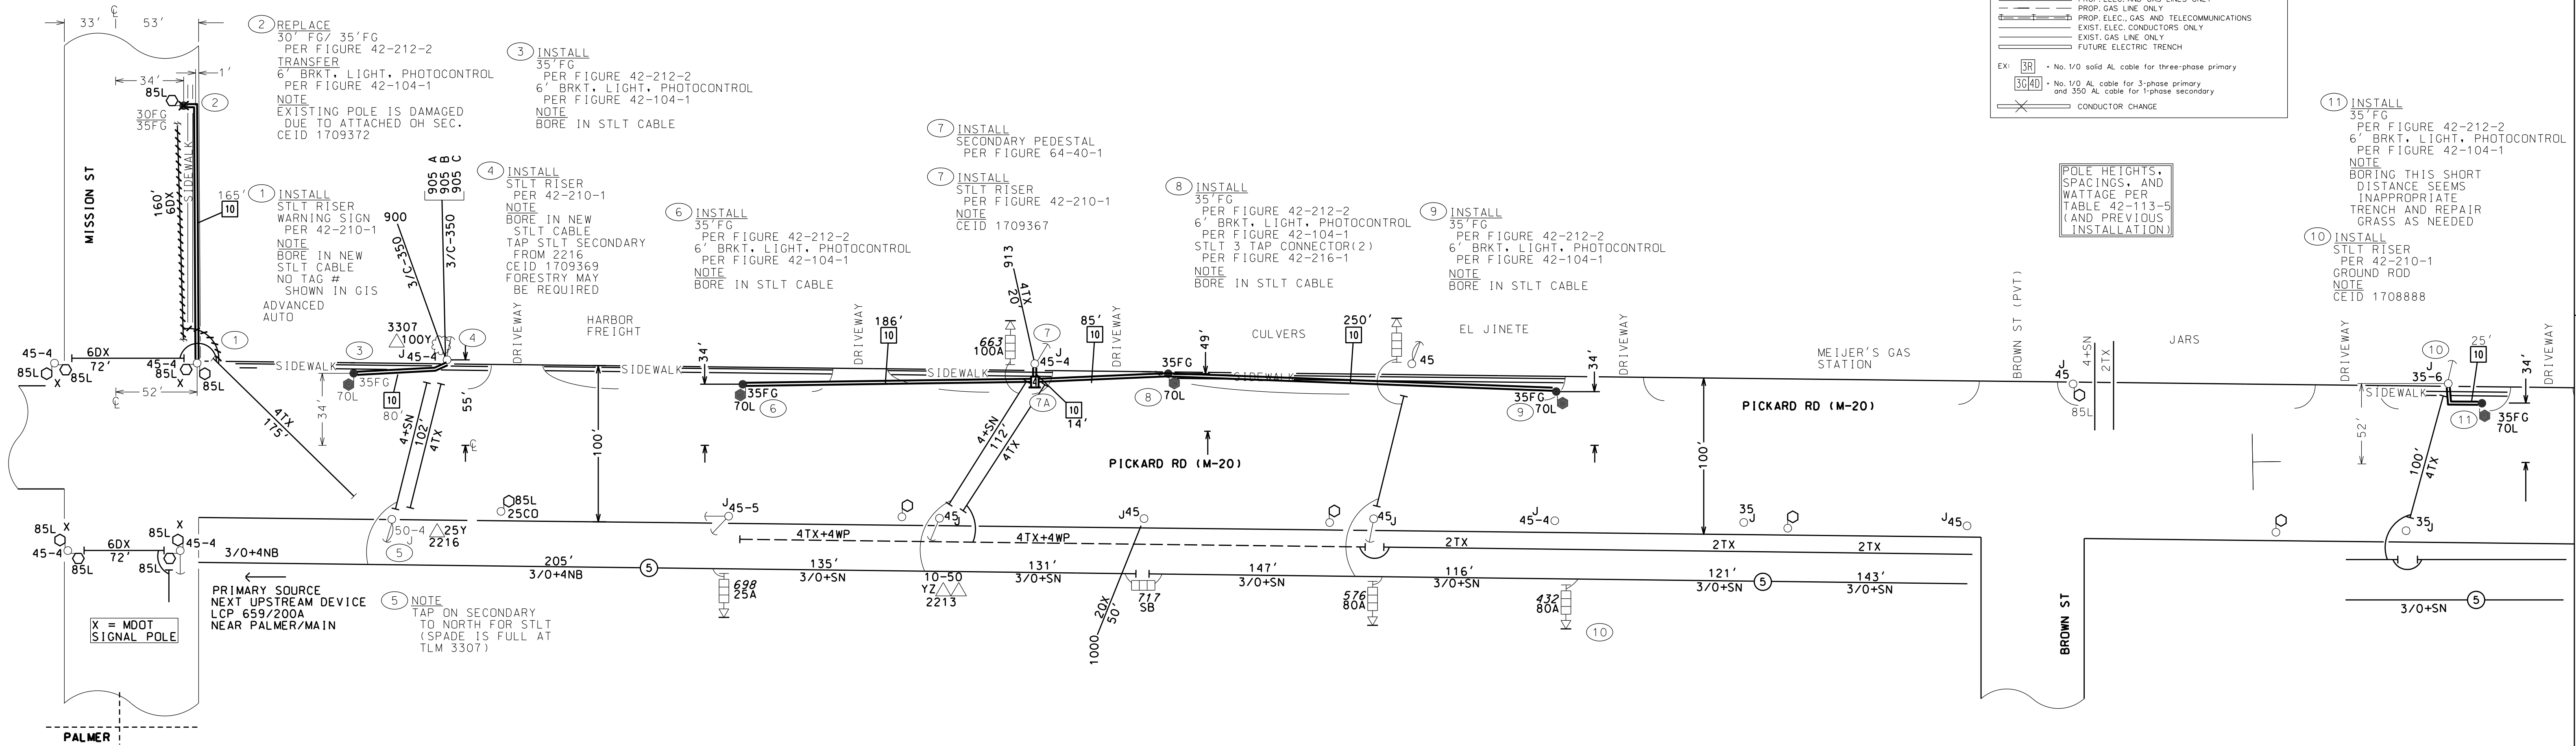 33' ℄ 53'
34'
1'
85L
2
30FG
35FG
SIDEWALK
160'
6DX
165'
10
MISSION ST
2 REPLACE
30' FG/ 35'FG
PER FIGURE 42-212-2
TRANSFER
6' BRKT, LIGHT, PHOTOCONTROL
PER FIGURE 42-104-1
NOTE
EXISTING POLE IS DAMAGED
DUE TO ATTACHED OH SEC.
CEID 1709372
3 INSTALL
35'FG
PER FIGURE 42-212-2
6' BRKT, LIGHT, PHOTOCONTROL
PER FIGURE 42-104-1
NOTE
BORE IN STLT CABLE
1 INSTALL
STLT RISER
WARNING SIGN
PER 42-210-1
NOTE
BORE IN NEW
STLT CABLE
NO TAG #
SHOWN IN GIS
ADVANCED
AUTO
905 A
905 B
905 C
900
3/C-350
3/C-350
4 INSTALL
STLT RISER
PER 42-210-1
NOTE
BORE IN NEW
STLT CABLE
TAP STLT SECONDARY
FROM 2216
CEID 1709369
FORESTRY MAY
BE REQUIRED
6 INSTALL
35'FG
PER FIGURE 42-212-2
6' BRKT, LIGHT, PHOTOCONTROL
PER FIGURE 42-104-1
NOTE
BORE IN STLT CABLE
7 INSTALL
SECONDARY PEDESTAL
PER FIGURE 64-40-1
7 INSTALL
STLT RISER
PER FIGURE 42-210-1
NOTE
CEID 1709367
8 INSTALL
35'FG
PER FIGURE 42-212-2
6' BRKT, LIGHT, PHOTOCONTROL
PER FIGURE 42-104-1
STLT 3 TAP CONNECTOR(2)
PER FIGURE 42-216-1
NOTE
BORE IN STLT CABLE
9 INSTALL
35'FG
PER FIGURE 42-212-2
6' BRKT, LIGHT, PHOTOCONTROL
PER FIGURE 42-104-1
NOTE
BORE IN STLT CABLE
PROP. ELEC. AND GAS LINES ONLY
PROP. GAS LINE ONLY
PROP. ELEC., GAS AND TELECOMMUNICATIONS
EXIST. ELEC. CONDUCTORS ONLY
EXIST. GAS LINE ONLY
FUTURE ELECTRIC TRENCH
EX: 3R • No. 1/0 solid AL cable for three-phase primary
3G 4D • No. 1/0 AL cable for 3-phase primary
and 350 AL cable for 1-phase secondary
CONDUCTOR CHANGE
POLE HEIGHTS,
SPACINGS, AND
WATTAGE PER
TABLE 42-113-5
(AND PREVIOUS
INSTALLATION)
11 INSTALL
35'FG
PER FIGURE 42-212-2
6' BRKT, LIGHT, PHOTOCONTROL
PER FIGURE 42-104-1
NOTE
BORING THIS SHORT
DISTANCE SEEMS
INAPPROPRIATE
TRENCH AND REPAIR
GRASS AS NEEDED
10 INSTALL
STLT RISER
PER 42-210-1
GROUND ROD
NOTE
CEID 1708888
45-4
6DX
72'
45-4
85L
85L
X
85L
X
85L
1
52'
℄
4TX
175'
SIDEWALK
3
35FG
70L
34'
10
80'
3307
100Y
J
45-4
4
55'
℄
4+SN
102'
4TX
DRIVEWAY
HARBOR
FREIGHT
SIDEWALK
100'
34'
35FG
70L
6
186'
10
DRIVEWAY
SIDEWALK
663
100A
913
4TX
20'
7
J
45-4
4
7A
10
14'
4+SN
112'
4TX
85'
10
DRIVEWAY
8
35FG
70L
49'
SIDEWALK
CULVERS
250'
10
45
EL JINETE
35FG
70L
9
34'
DRIVEWAY
PICKARD RD (M-20)
100'
MEIJER'S GAS
STATION
PICKARD RD (M-20)
BROWN ST (PVT)
J
45
85L
4+SN
2TX
JARS
DRIVEWAY
52'
SIDEWALK
10
J
35-6
25'
10
11
35FG
70L
34'
DRIVEWAY
100'
4TX
85L
X
45-4
6DX
72'
85L
85L
X
45-4
85L
3/0+4NB
50-4
J
25Y
2216
5
85L
25CO
J
45-5
45
J
J
45
45
J
J
45-4
35
J
J
45
35
J
4TX+4WP
4TX+4WP
2TX
2TX
2TX
205'
3/0+4NB
5
135'
3/0+SN
131'
3/0+SN
147'
3/0+SN
116'
3/0+SN
121'
3/0+SN
5
143'
3/0+SN
3/0+SN
5
698
25A
10-50
YZ
2213
717
SB
20X
50'
1000
576
80A
432
80A
10
PRIMARY SOURCE
NEXT UPSTREAM DEVICE
LCP 659/200A
NEAR PALMER/MAIN
X = MDOT
SIGNAL POLE
5 NOTE
TAP ON SECONDARY
TO NORTH FOR STLT
(SPADE IS FULL AT
TLM 3307)
BROWN ST
PALMER